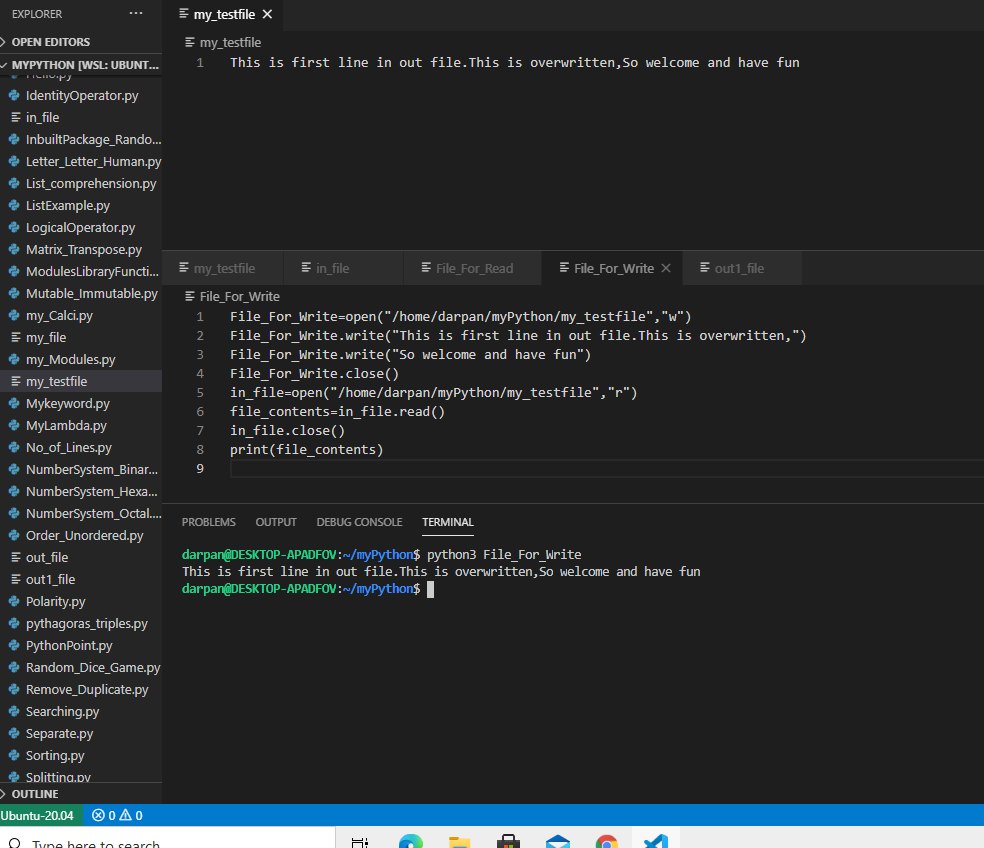 EXPLORER
OPEN EDITORS
MYPYTHON [WSL: UBUNT...
Hello.py
IdentityOperator.py
in_file
InbuiltPackage_Rando...
Letter_Letter_Human.py
List_comprehension.py
ListExample.py
LogicalOperator.py
Matrix_Transpose.py
ModulesLibraryFuncti...
Mutable_Immutable.py
my_Calci.py
my_file
my_Modules.py
my_testfile
Mykeyword.py
MyLambda.py
No_of_Lines.py
NumberSystem_Binar...
NumberSystem_Hexa...
NumberSystem_Octal....
Order_Unordered.py
out_file
out1_file
Polarity.py
pythagoras_triples.py
PythonPoint.py
Random_Dice_Game.py
Remove_Duplicate.py
Searching.py
Separate.py
Sorting.py
Splitting.py
OUTLINE
my_testfile
my_testfile
1 This is first line in out file.This is overwritten,So welcome and have fun
my_testfile in_file File_For_Read File_For_Write out1_file
File_For_Write
1 File_For_Write=open("/home/darpan/myPython/my_testfile","w")
2 File_For_Write.write("This is first line in out file.This is overwritten,")
3 File_For_Write.write("So welcome and have fun")
4 File_For_Write.close()
5 in_file=open("/home/darpan/myPython/my_testfile","r")
6 file_contents=in_file.read()
7 in_file.close()
8 print(file_contents)
9
PROBLEMS OUTPUT DEBUG CONSOLE TERMINAL
darpan@DESKTOP-APADFOV:~/myPython$ python3 File_For_Write
This is first line in out file.This is overwritten,So welcome and have fun
darpan@DESKTOP-APADFOV:~/myPython$
Ubuntu-20.04 0 0
Type here to search